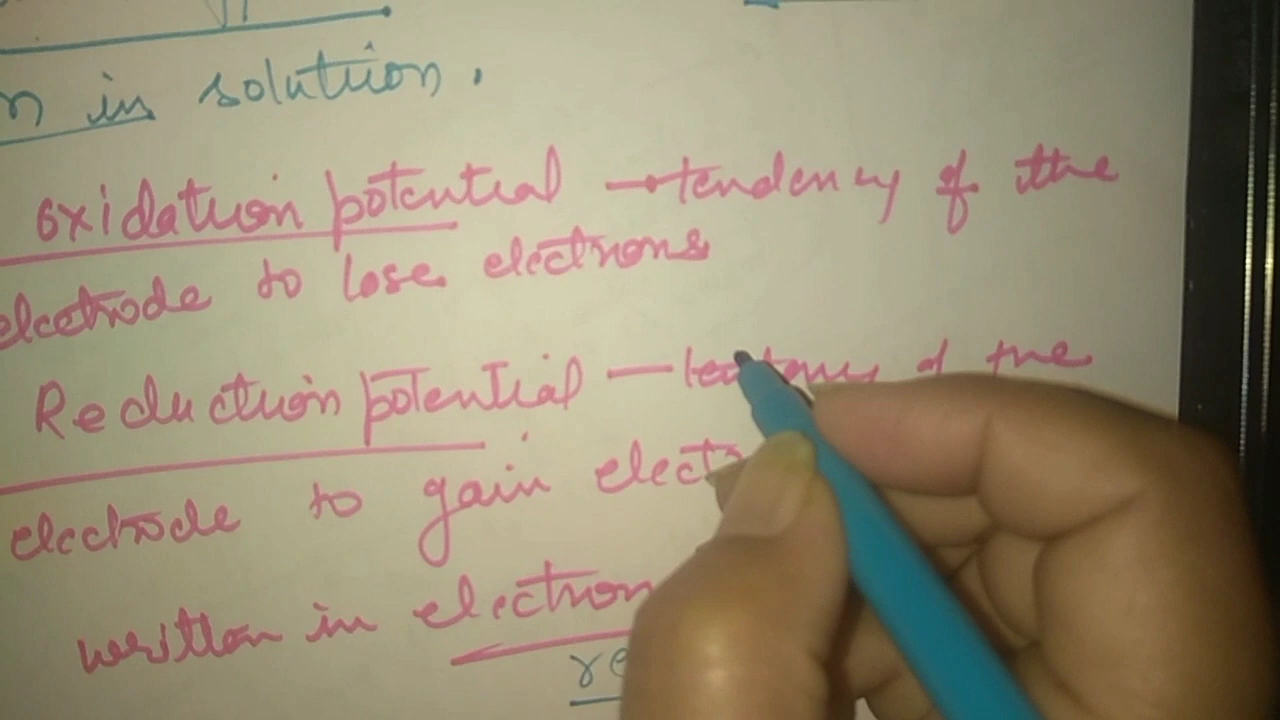 n in solution.
oxidation potential → tendency of the
electrode to lose electrons
Reduction potential — of the
electrode to gain elect
written in electron
re